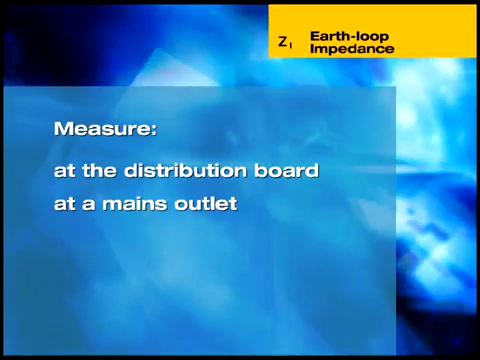 Z
I
Earth-loop
Impedance
Measure:
at the distribution board
at a mains outlet